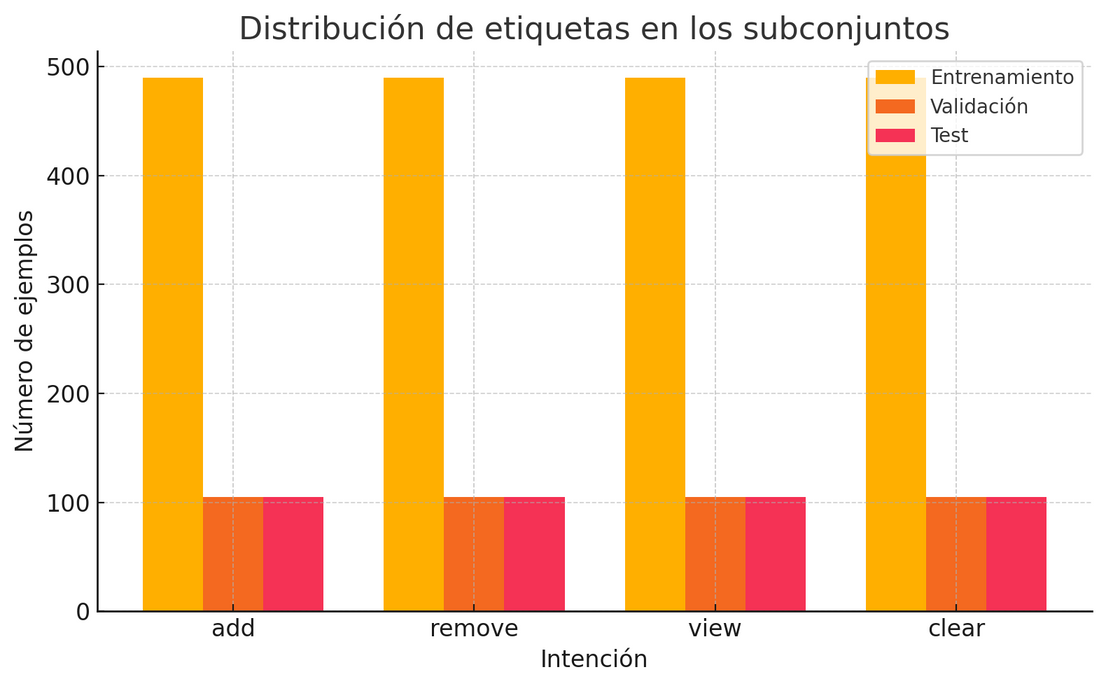 Distribución de etiquetas en los subconjuntos
500
400
300
200
100
0
Número de ejemplos
Entrenamiento
Validación
Test
add
remove
view
clear
Intención